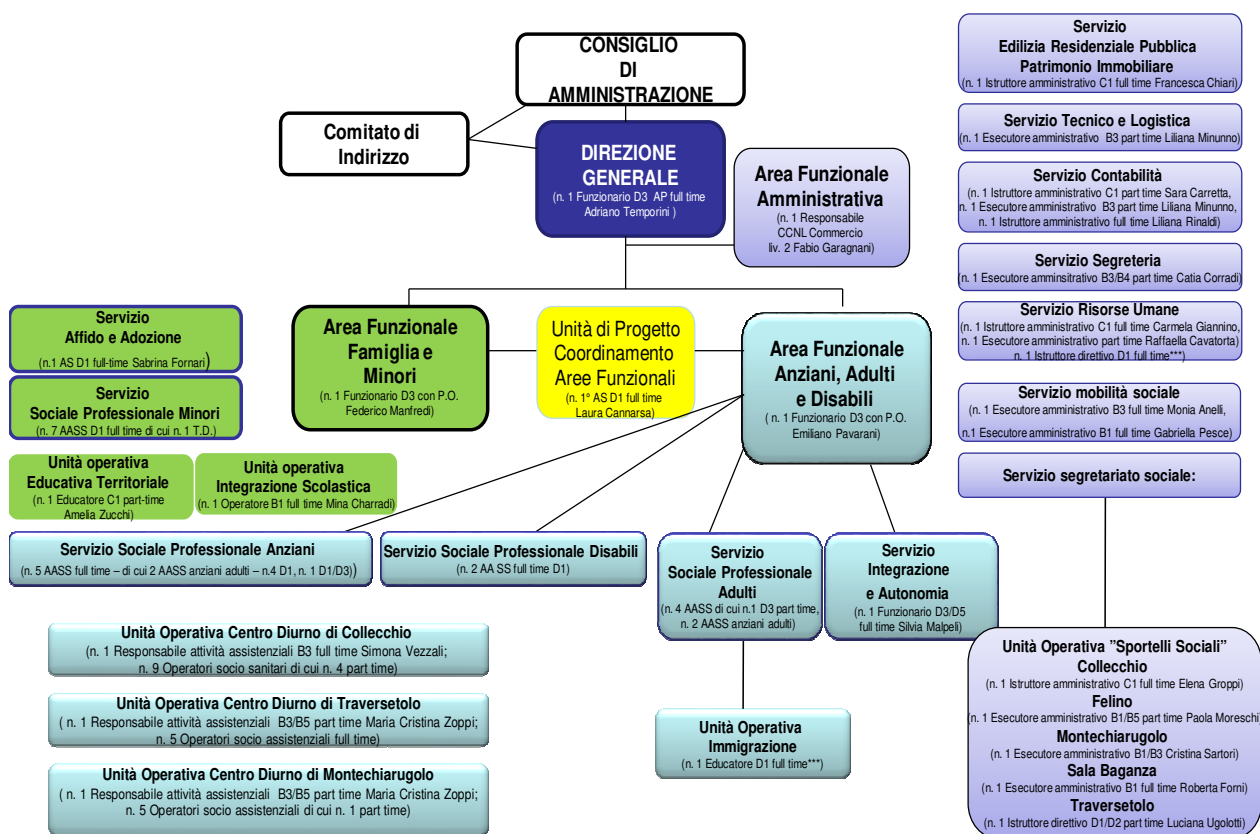 CONSIGLIO
DI
AMMINISTRAZIONE
Comitato di
Indirizzo
DIREZIONE
GENERALE
(n. 1 Funzionario D3 AP full time
Adriano Temporini )
Area Funzionale
Amministrativa
(n. 1 Responsabile
CCNL Commercio
liv. 2 Fabio Garagnani)
Servizio
Edilizia Residenziale Pubblica
Patrimonio Immobiliare
(n. 1 Istruttore amministrativo C1 full time Francesca Chiari)
Servizio Tecnico e Logistica
(n. 1 Esecutore amministrativo B3 part time Liliana Minunno)
Servizio Contabilità
(n. 1 Istruttore amministrativo C1 part time Sara Carretta,
n. 1 Esecutore amministrativo B3 part time Liliana Minunno,
n. 1 Istruttore amministrativo full time Liliana Rinaldi)
Servizio Segreteria
(n. 1 Esecutore amminsitrativo B3/B4 part time Catia Corradi)
Servizio Risorse Umane
(n. 1 Istruttore amministrativo C1 full time Carmela Giannino,
n. 1 Esecutore amministrativo part time Raffaella Cavatorta)
n. 1 Istruttore direttivo D1 full time***)
Servizio mobilità sociale
(n. 1 Esecutore amministrativo B3 full time Monia Anelli,
n.1 Esecutore amministrativo B1 full time Gabriella Pesce)
Servizio segretariato sociale:
Unità Operativa "Sportelli Sociali"
Collecchio
(n. 1 Istruttore amministrativo C1 full time Elena Groppi)
Felino
(n. 1 Esecutore amministrativo B1/B5 part time Paola Moreschi)
Montechiarugolo
(n. 1 Esecutore amministrativo B1/B3 Cristina Sartori)
Sala Baganza
(n. 1 Esecutore amministrativo B1 full time Roberta Forni)
Traversetolo
(n. 1 Istruttore direttivo D1/D2 part time Luciana Ugolotti)
Servizio
Affido e Adozione
(n.1 AS D1 full-time Sabrina Fornari)
Servizio
Sociale Professionale Minori
(n. 7 AASS D1 full time di cui n. 1 T.D.)
Unità operativa
Educativa Territoriale
(n. 1 Educatore C1 part-time
Amelia Zucchi)
Unità operativa
Integrazione Scolastica
(n. 1 Operatore B1 full time Mina Charradi)
Area Funzionale
Famiglia e
Minori
(n. 1 Funzionario D3 con P.O.
Federico Manfredi)
Unità di Progetto
Coordinamento
Aree Funzionali
(n. 1° AS D1 full time
Laura Cannarsa)
Area Funzionale
Anziani, Adulti
e Disabili
( n. 1 Funzionario D3 con P.O.
Emiliano Pavarani)
Servizio Sociale Professionale Anziani
(n. 5 AASS full time – di cui 2 AASS anziani adulti – n.4 D1, n. 1 D1/D3))
Servizio Sociale Professionale Disabili
(n. 2 AA SS full time D1)
Servizio
Sociale Professionale
Adulti
(n. 4 AASS di cui n.1 D3 part time,
n. 2 AASS anziani adulti)
Servizio
Integrazione
e Autonomia
(n. 1 Funzionario D3/D5
full time Silvia Malpeli)
Unità Operativa Centro Diurno di Collecchio
(n. 1 Responsabile attività assistenziali B3 full time Simona Vezzali;
n. 9 Operatori socio sanitari di cui n. 4 part time)
Unità Operativa Centro Diurno di Traversetolo
( n. 1 Responsabile attività assistenziali B3/B5 part time Maria Cristina Zoppi;
n. 5 Operatori socio assistenziali full time)
Unità Operativa Centro Diurno di Montechiarugolo
( n. 1 Responsabile attività assistenziali B3/B5 part time Maria Cristina Zoppi;
n. 5 Operatori socio assistenziali di cui n. 1 part time)
Unità Operativa
Immigrazione
(n. 1 Educatore D1 full time***)